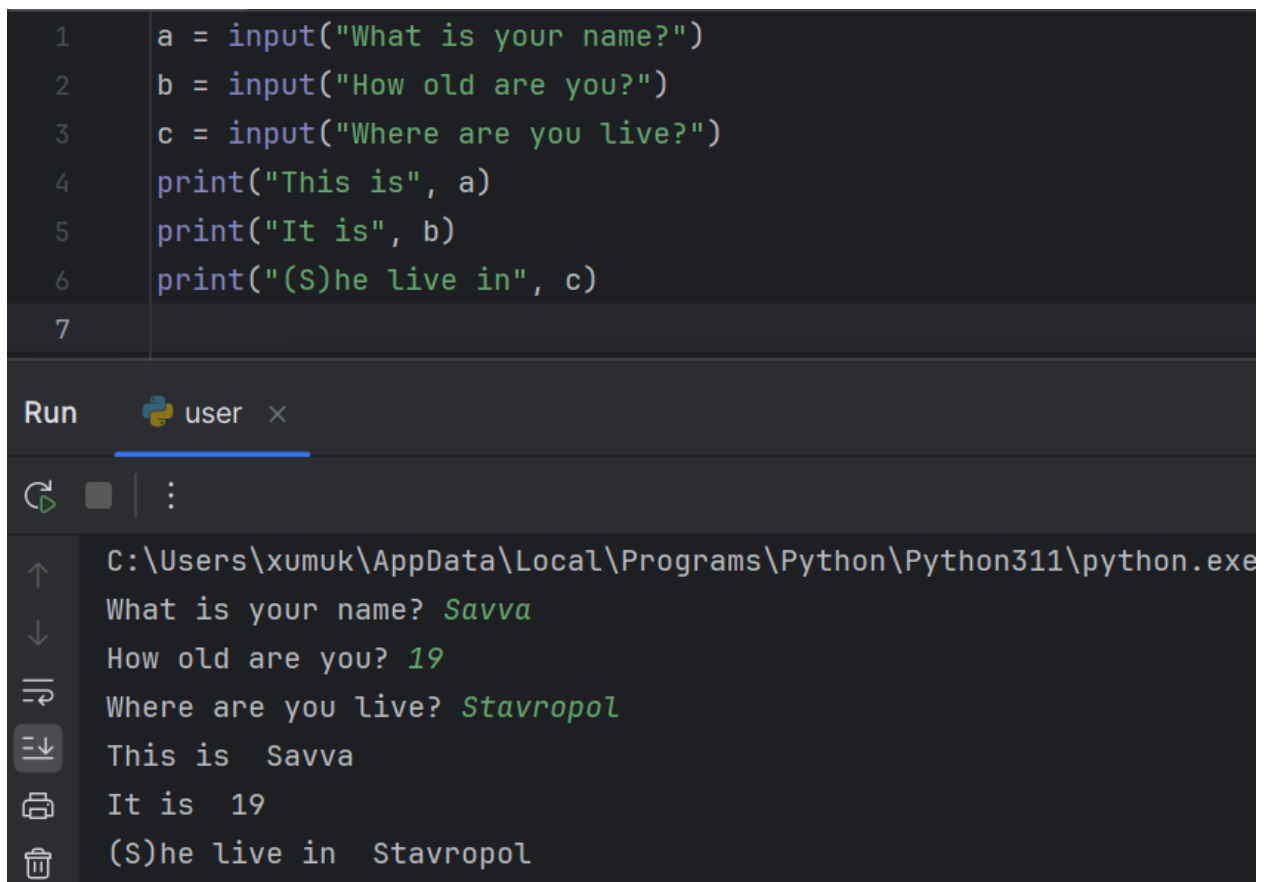 1 a = input("What is your name?")
2 b = input("How old are you?")
3 c = input("Where are you live?")
4 print("This is", a)
5 print("It is", b)
6 print("(S)he live in", c)
7
Run user ×
C:\Users\xumuk\AppData\Local\Programs\Python\Python311\python.exe
What is your name? Savva
How old are you? 19
Where are you live? Stavropol
This is  Savva
It is  19
(S)he live in  Stavropol